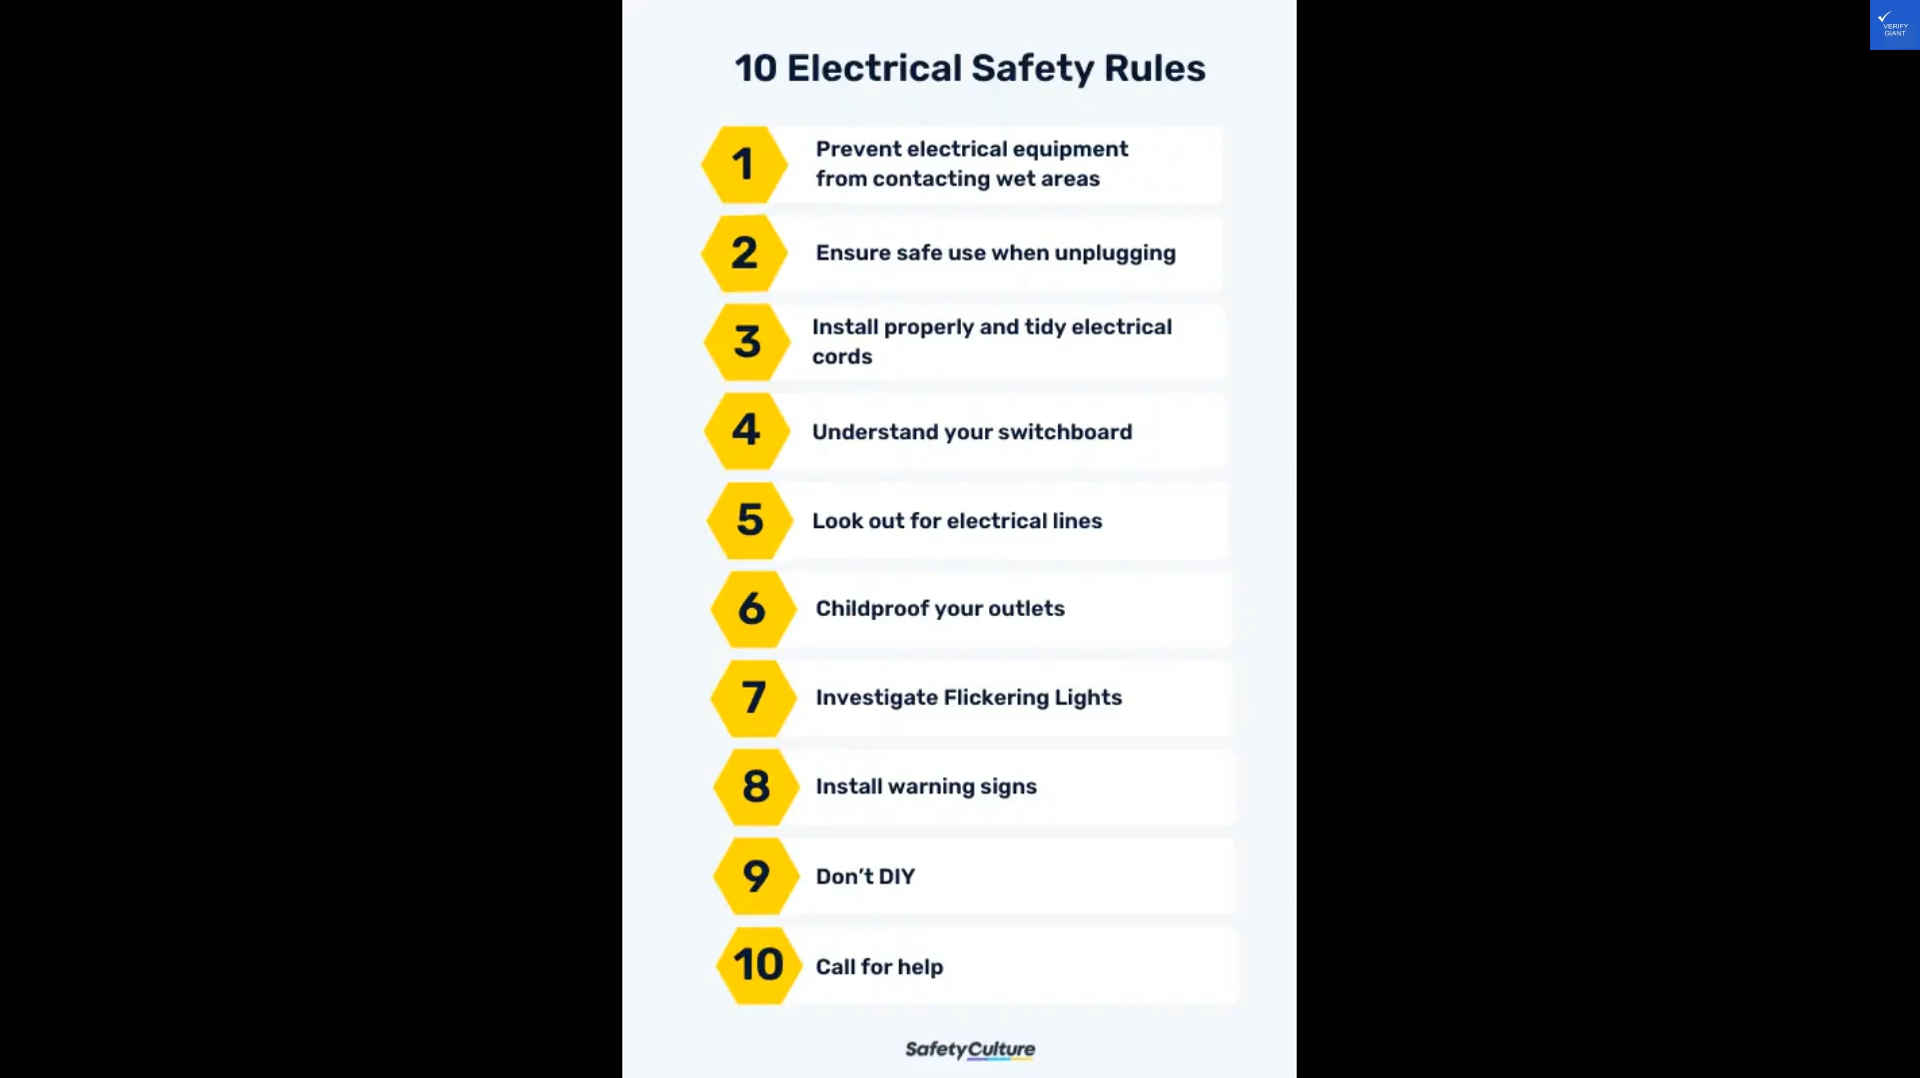 10 Electrical Safety Rules
1
Prevent electrical equipment
from contacting wet areas
2
Ensure safe use when unplugging
3
Install properly and tidy electrical
cords
4
Understand your switchboard
5
Look out for electrical lines
6
Childproof your outlets
7
Investigate Flickering Lights
8
Install warning signs
9
Don’t DIY
10
Call for help
SafetyCulture
VERIFY
GIANT